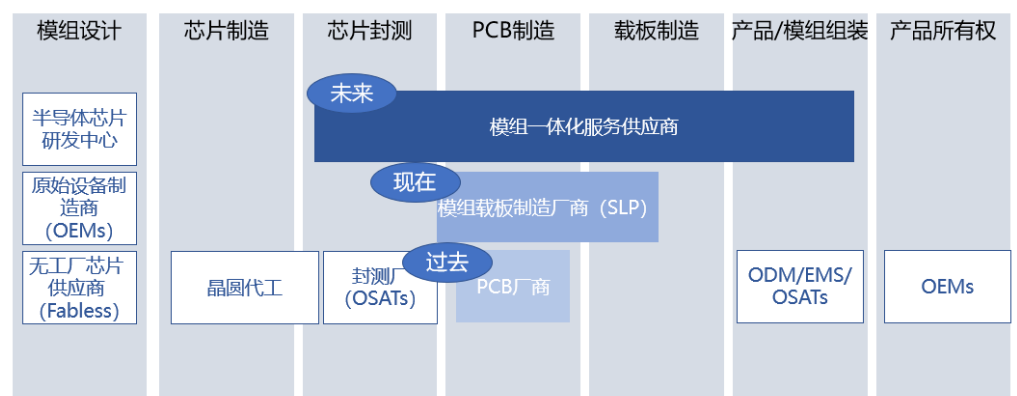 模组设计
芯片制造
芯片封测
PCB制造
载板制造
产品/模组组装
产品所有权
未来
半导体芯片
研发中心
模组一体化服务供应商
现在
原始设备制
造商
（OEMs）
模组载板制造厂商（SLP）
过去
无工厂芯片
供应商
（Fabless）
晶圆代工
封测厂
（OSATs）
PCB厂商
ODM/EMS/
OSATs
OEMs